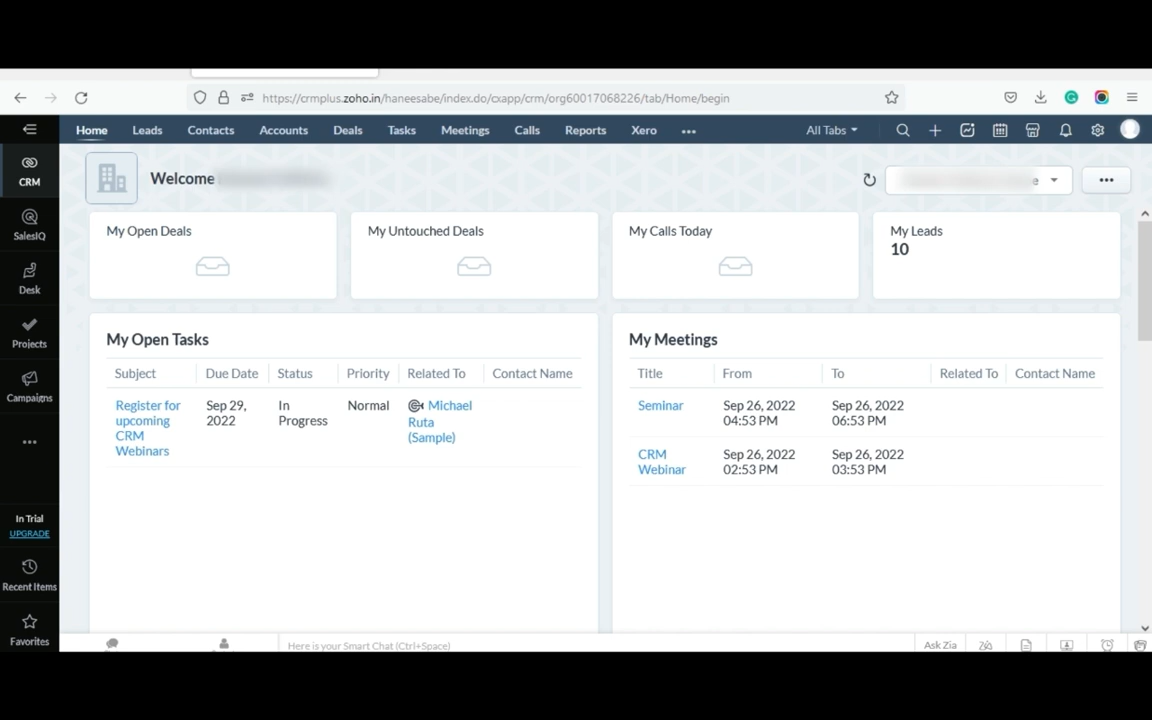 https://crmplus.zoho.in/haneesabe/index.do/cxapp/crm/org60017068226/tab/Home/begin
Home Leads Contacts Accounts Deals Tasks Meetings Calls Reports Xero ••• All Tabs
CRM
SalesIQ
Desk
Projects
Campaigns
In Trial
UPGRADE
Recent Items
Favorites
Welcome
My Open Deals
My Untouched Deals
My Calls Today
My Leads
10
My Open Tasks
Subject Due Date Status Priority Related To Contact Name
Register for upcoming CRM Webinars
Sep 29, 2022
In Progress
Normal
Michael Ruta (Sample)
My Meetings
Title From To Related To Contact Name
Seminar
Sep 26, 2022 04:53 PM
Sep 26, 2022 06:53 PM
CRM Webinar
Sep 26, 2022 02:53 PM
Sep 26, 2022 03:53 PM
Here is your Smart Chat (Ctrl+Space)
Ask Zia